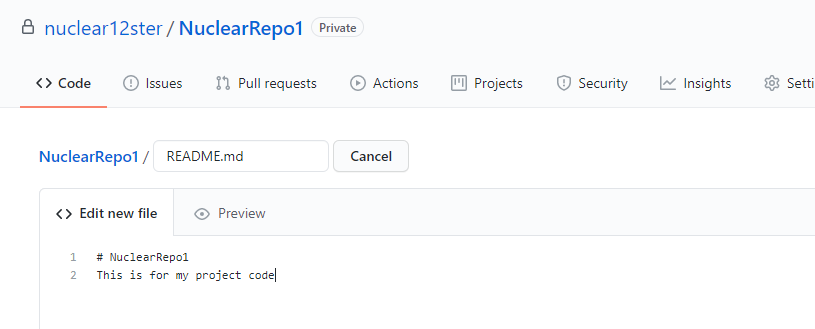 nuclear12ster / NuclearRepo1 Private
Code Issues Pull requests Actions Projects Security Insights Setti
NuclearRepo1 / README.md Cancel
Edit new file Preview
1 # NuclearRepo1
2 This is for my project code